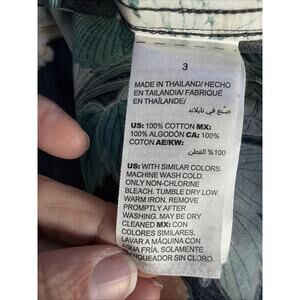 3
MADE IN THAILAND/ HECHO
EN TAILANDIA/ FABRIQUÉ
EN THAÏLANDE/
صُنع في تايلاند
US: 100% COTTON MX:
100% ALGODÓN CA: 100%
COTON AE/KW:
100% القطن
US: WITH SIMILAR COLORS.
MACHINE WASH COLD.
ONLY NON-CHLORINE
BLEACH. TUMBLE DRY LOW.
WARM IRON. REMOVE
PROMPTLY AFTER
WASHING, MAY BE DRY
CLEANED MX: CON
COLORES SIMILARES.
LAVAR A MÁQUINA CON
AGUA FRÍA. SOLAMENTE
ANQUEADOR SIN CLORO.